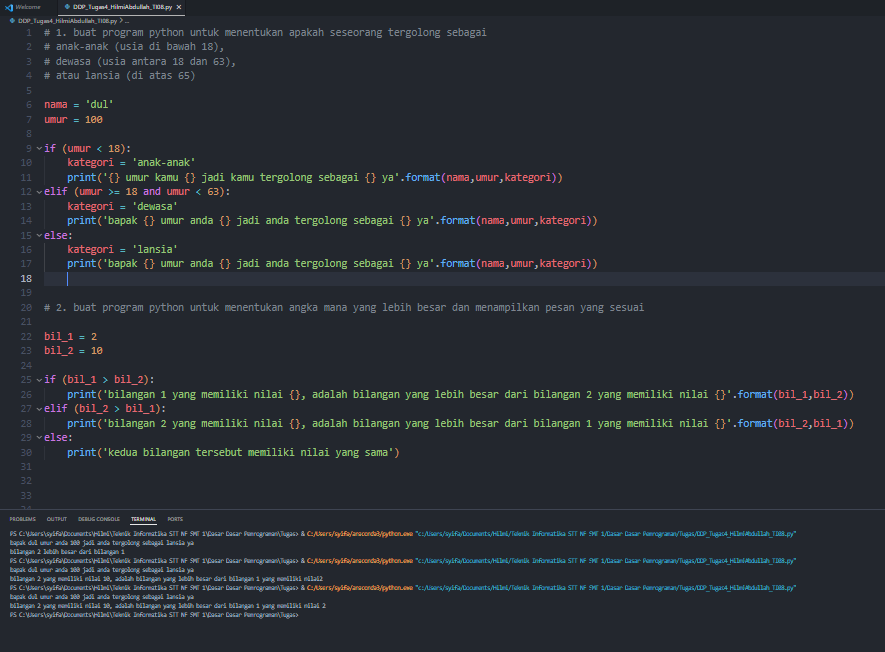 Welcome
DDP_Tugas4_HilmiAbdullah_TI08.py ×
DDP_Tugas4_HilmiAbdullah_TI08.py > ...
1 # 1. buat program python untuk menentukan apakah seseorang tergolong sebagai
2 # anak-anak (usia di bawah 18),
3 # dewasa (usia antara 18 dan 63),
4 # atau lansia (di atas 65)
5
6 nama = 'dul'
7 umur = 100
8
9 if (umur < 18):
10 kategori = 'anak-anak'
11 print('{} umur kamu {} jadi kamu tergolong sebagai {} ya'.format(nama,umur,kategori))
12 elif (umur >= 18 and umur < 63):
13 kategori = 'dewasa'
14 print('bapak {} umur anda {} jadi anda tergolong sebagai {} ya'.format(nama,umur,kategori))
15 else:
16 kategori = 'lansia'
17 print('bapak {} umur anda {} jadi anda tergolong sebagai {} ya'.format(nama,umur,kategori))
18
19
20 # 2. buat program python untuk menentukan angka mana yang lebih besar dan menampilkan pesan yang sesuai
21
22 bil_1 = 2
23 bil_2 = 10
24
25 if (bil_1 > bil_2):
26 print('bilangan 1 yang memiliki nilai {}, adalah bilangan yang lebih besar dari bilangan 2 yang memiliki nilai {}'.format(bil_1,bil_2))
27 elif (bil_2 > bil_1):
28 print('bilangan 2 yang memiliki nilai {}, adalah bilangan yang lebih besar dari bilangan 1 yang memiliki nilai {}'.format(bil_2,bil_1))
29 else:
30 print('kedua bilangan tersebut memiliki nilai yang sama')
31
32
33
PROBLEMS OUTPUT DEBUG CONSOLE TERMINAL PORTS
PS C:\Users\syifa\Documents\Hilmi\Teknik Informatika STT NF SMT 1\Dasar Dasar Pemrograman\Tugas> & C:/Users/syifa/anaconda3/python.exe "c:/Users/syifa/Documents/Hilmi/Teknik Informatika STT NF SMT 1/Dasar Dasar Pemrograman/Tugas/DDP_Tugas4_HilmiAbdullah_TI08.py"
bapak dul umur anda 100 jadi anda tergolong sebagai lansia ya
bilangan 2 lebih besar dari bilangan 1
PS C:\Users\syifa\Documents\Hilmi\Teknik Informatika STT NF SMT 1\Dasar Dasar Pemrograman\Tugas> & C:/Users/syifa/anaconda3/python.exe "c:/Users/syifa/Documents/Hilmi/Teknik Informatika STT NF SMT 1/Dasar Dasar Pemrograman/Tugas/DDP_Tugas4_HilmiAbdullah_TI08.py"
bapak dul umur anda 100 jadi anda tergolong sebagai lansia ya
bilangan 2 yang memiliki nilai 10, adalah bilangan yang lebih besar dari bilangan 1 yang memiliki nilai2
PS C:\Users\syifa\Documents\Hilmi\Teknik Informatika STT NF SMT 1\Dasar Dasar Pemrograman\Tugas> & C:/Users/syifa/anaconda3/python.exe "c:/Users/syifa/Documents/Hilmi/Teknik Informatika STT NF SMT 1/Dasar Dasar Pemrograman/Tugas/DDP_Tugas4_HilmiAbdullah_TI08.py"
bapak dul umur anda 100 jadi anda tergolong sebagai lansia ya
bilangan 2 yang memiliki nilai 10, adalah bilangan yang lebih besar dari bilangan 1 yang memiliki nilai 2
PS C:\Users\syifa\Documents\Hilmi\Teknik Informatika STT NF SMT 1\Dasar Dasar Pemrograman\Tugas>